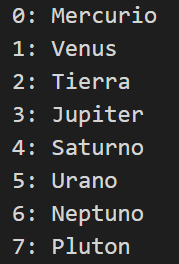 0: Mercurio
1: Venus
2: Tierra
3: Jupiter
4: Saturno
5: Urano
6: Neptuno
7: Pluton